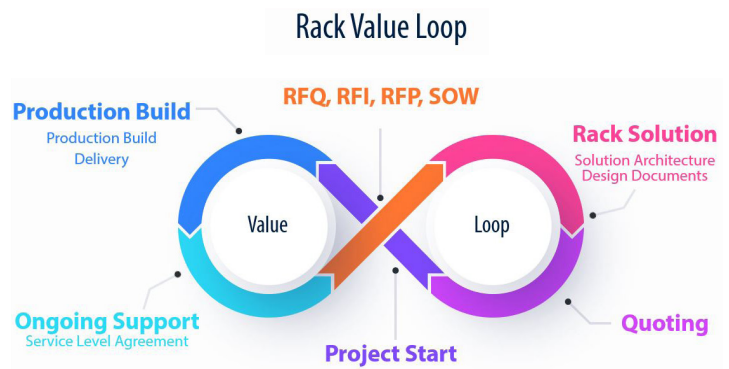 Rack Value Loop
RFQ, RFI, RFP, SOW
Production Build
Production Build
Delivery
Rack Solution
Solution Architecture
Design Documents
Value
Loop
Ongoing Support
Service Level Agreement
Quoting
Project Start